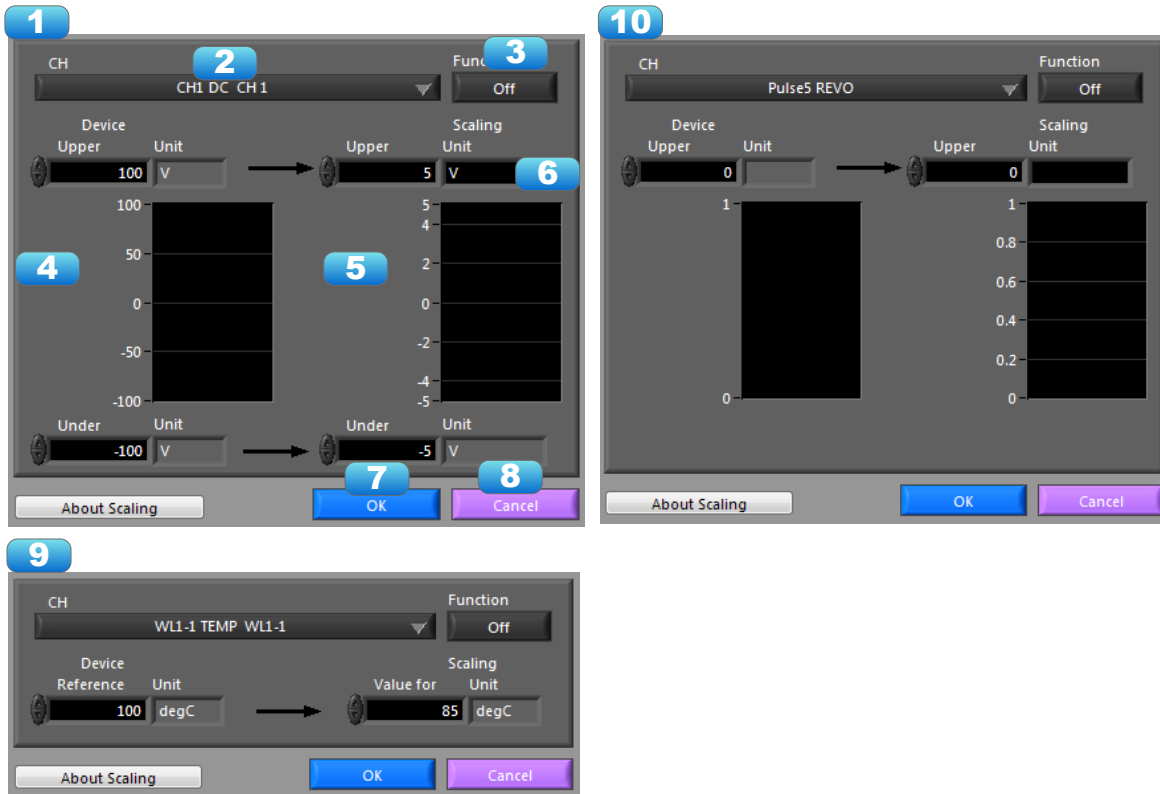 1
2
3
CH
Func
CH1 DC CH 1
Off
Device
Scaling
Upper
Unit
Upper
Unit
100
V
5
V
6
100
50
0
-50
-100
4
5
5
4
2
0
-2
-4
-5
Under
Unit
Under
Unit
-100
V
-5
V
7
8
About Scaling
OK
Cancel
10
CH
Function
Pulse5 REVO
Off
Device
Scaling
Upper
Unit
Upper
Unit
0
0
1
0
1
0.8
0.6
0.4
0.2
0
About Scaling
OK
Cancel
9
CH
Function
WL1-1 TEMP WL1-1
Off
Device
Scaling
Reference
Unit
Value for
Unit
100
degC
85
degC
About Scaling
OK
Cancel